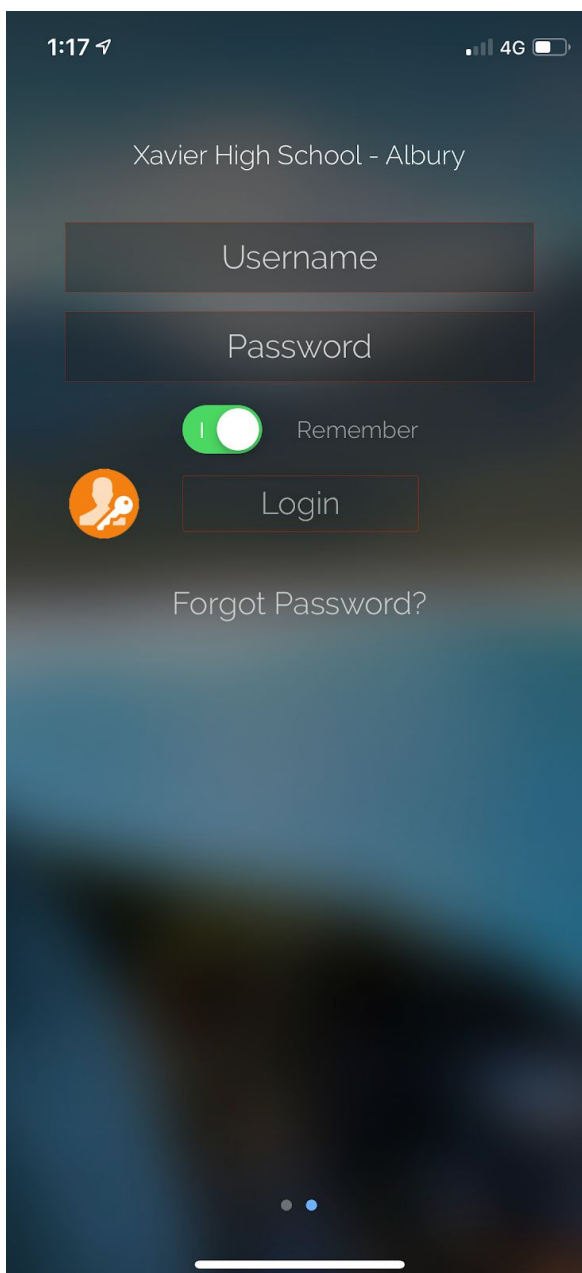 1:17 4G
Xavier High School - Albury
Username
Password
Remember
Login
Forgot Password?